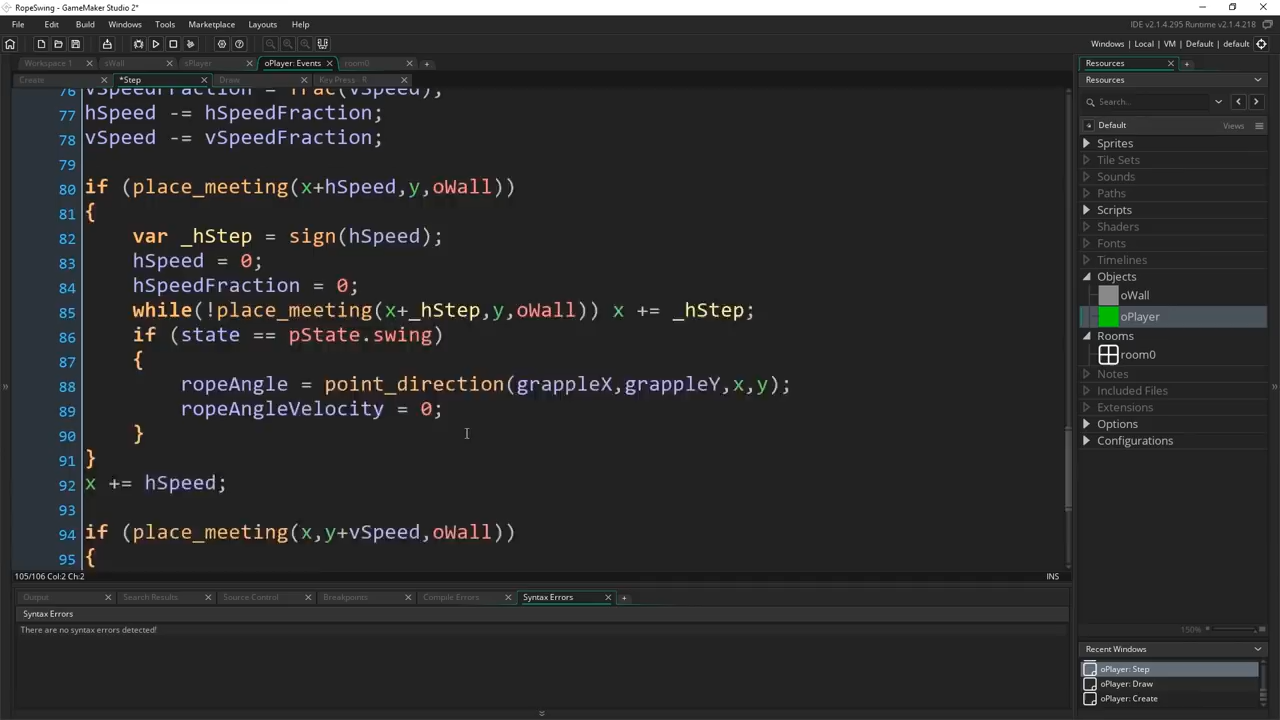 RopeSwing - GameMaker Studio 2*
File Edit Build Windows Tools Marketplace Layouts Help
IDE v2.1.4.295 Runtime v2.1.4.218
Windows | Local | VM | Default | default
Workspace 1 sWall sPlayer oPlayer: Events room0
Create *Step Draw Key Press - R
76 vSpeedFraction = frac(vSpeed);
77 hSpeed -= hSpeedFraction;
78 vSpeed -= vSpeedFraction;
79
80 if (place_meeting(x+hSpeed,y,oWall))
81 {
82 var _hStep = sign(hSpeed);
83 hSpeed = 0;
84 hSpeedFraction = 0;
85 while(!place_meeting(x+_hStep,y,oWall)) x += _hStep;
86 if (state == pState.swing)
87 {
88 ropeAngle = point_direction(grappleX,grappleY,x,y);
89 ropeAngleVelocity = 0;
90 }
91 }
92 x += hSpeed;
93
94 if (place_meeting(x,y+vSpeed,oWall))
95 {
105/106 Col:2 Ch:2
INS
Output Search Results Source Control Breakpoints Compile Errors Syntax Errors
Syntax Errors
There are no syntax errors detected!
Resources
Resources
Search...
Default Views
Sprites
Tile Sets
Sounds
Paths
Scripts
Shaders
Fonts
Timelines
Objects
oWall
oPlayer
Rooms
room0
Notes
Included Files
Extensions
Options
Configurations
150%
Recent Windows
oPlayer: Step
oPlayer: Draw
oPlayer: Create